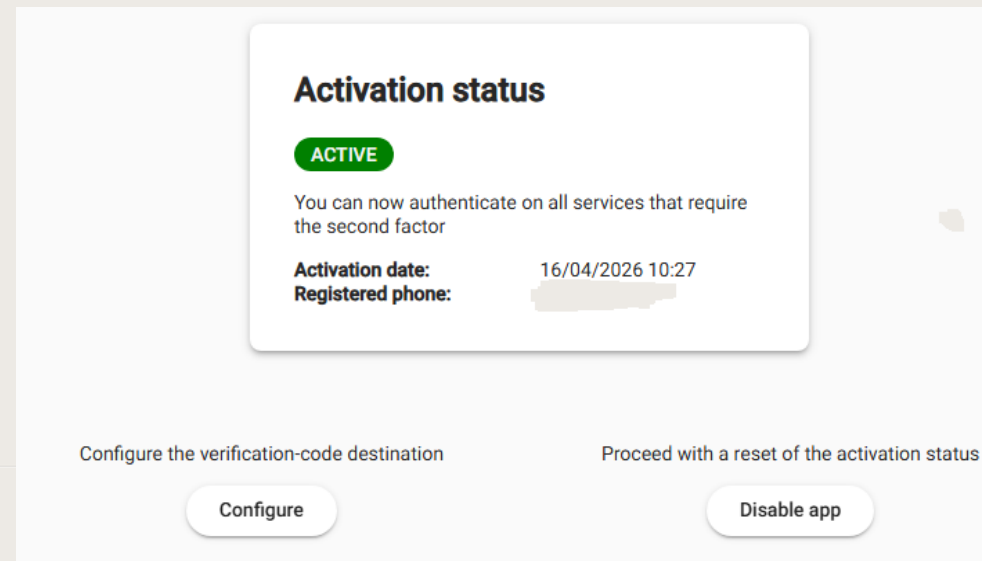 Activation status
ACTIVE
You can now authenticate on all services that require
the second factor
Activation date: 16/04/2026 10:27
Registered phone:
Configure the verification-code destination
Configure
Proceed with a reset of the activation status
Disable app